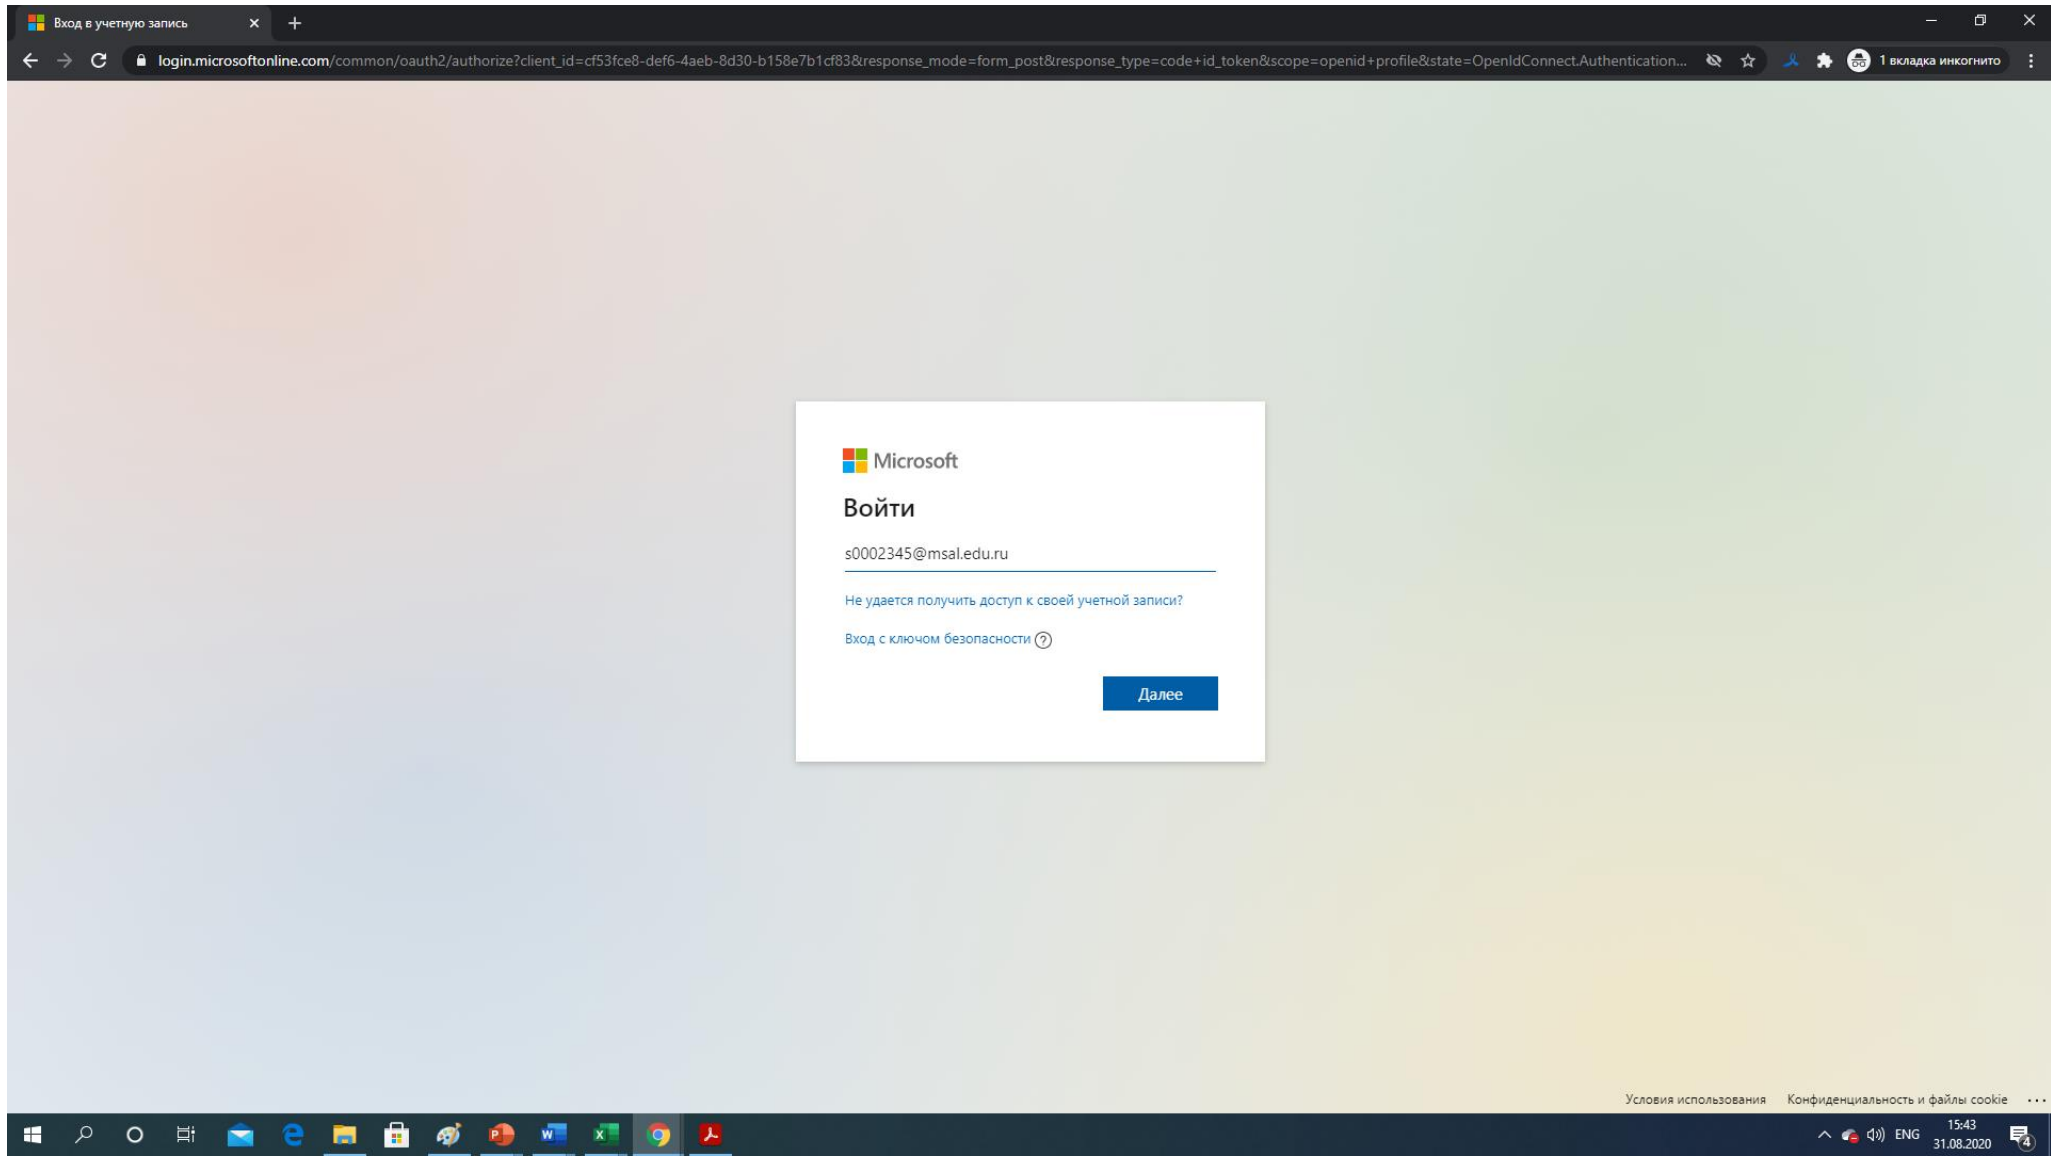 Вход в учетную запись
login.microsoftonline.com/common/oauth2/authorize?client_id=cf53fce8-def6-4aeb-8d30-b158e7b1cf83&response_mode=form_post&response_type=code+id_token&scope=openid+profile&state=OpenIdConnect.Authentication...
1 вкладка инкогнито
Microsoft
Войти
s0002345@msal.edu.ru
Не удается получить доступ к своей учетной записи?
Вход с ключом безопасности ?
Далее
Условия использования Конфиденциальность и файлы cookie ...
ENG
15:43
31.08.2020
4